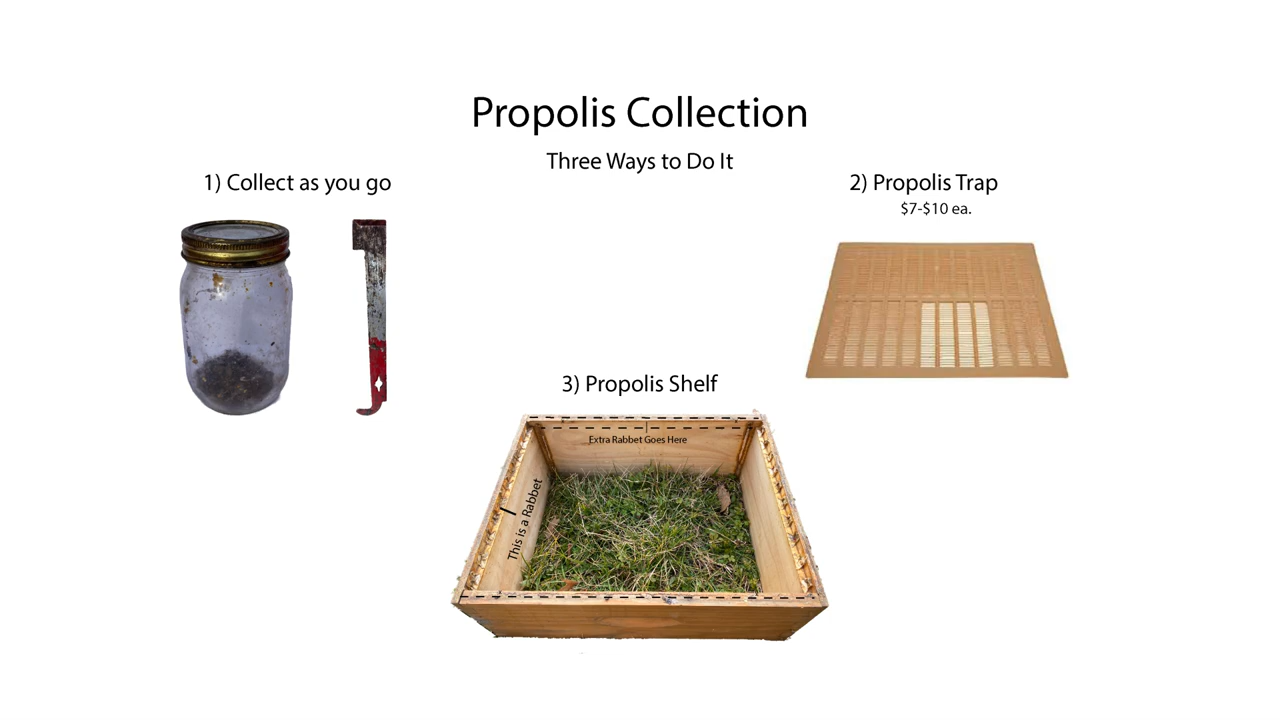 Propolis Collection
Three Ways to Do It
1) Collect as you go
2) Propolis Trap
$7-$10 ea.
3) Propolis Shelf
Extra Rabbet Goes Here
This is a Rabbet